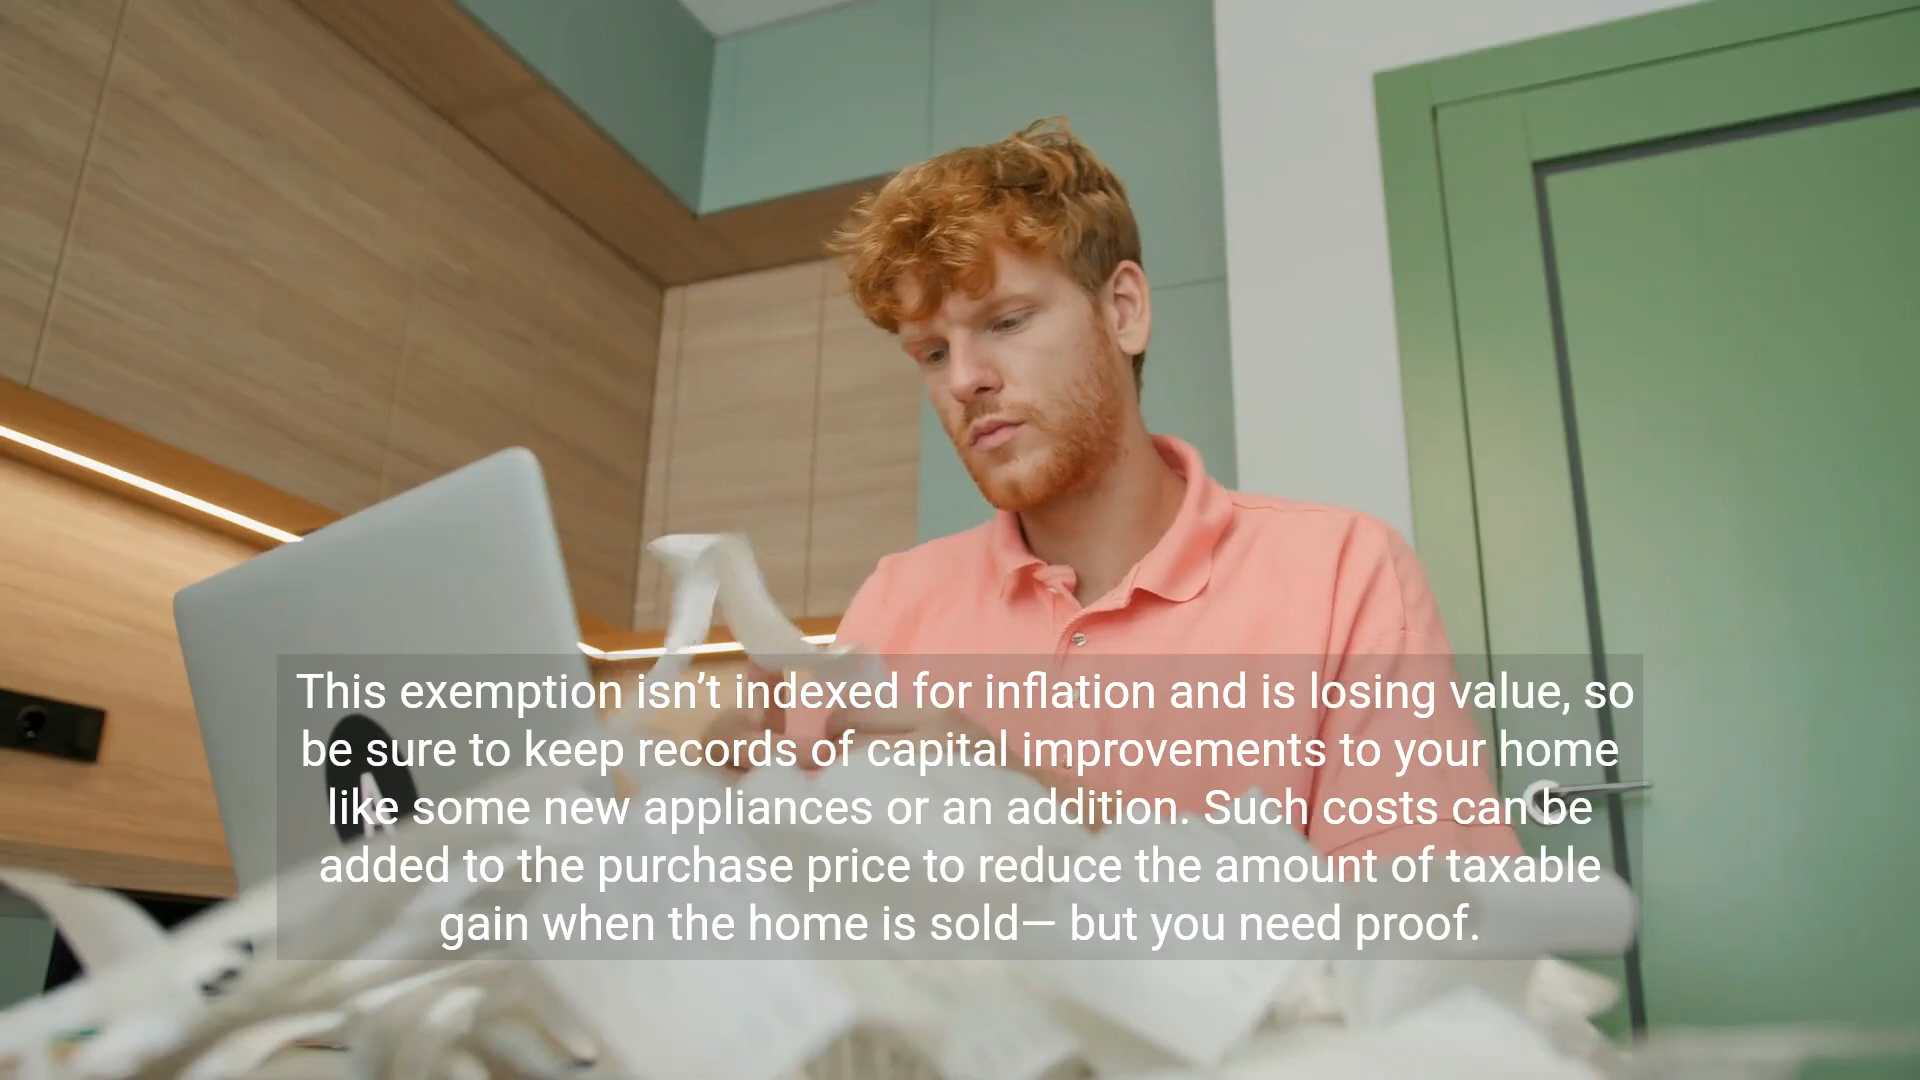 This exemption isn’t indexed for inflation and is losing value, so
be sure to keep records of capital improvements to your home
like some new appliances or an addition. Such costs can be
added to the purchase price to reduce the amount of taxable
gain when the home is sold— but you need proof.